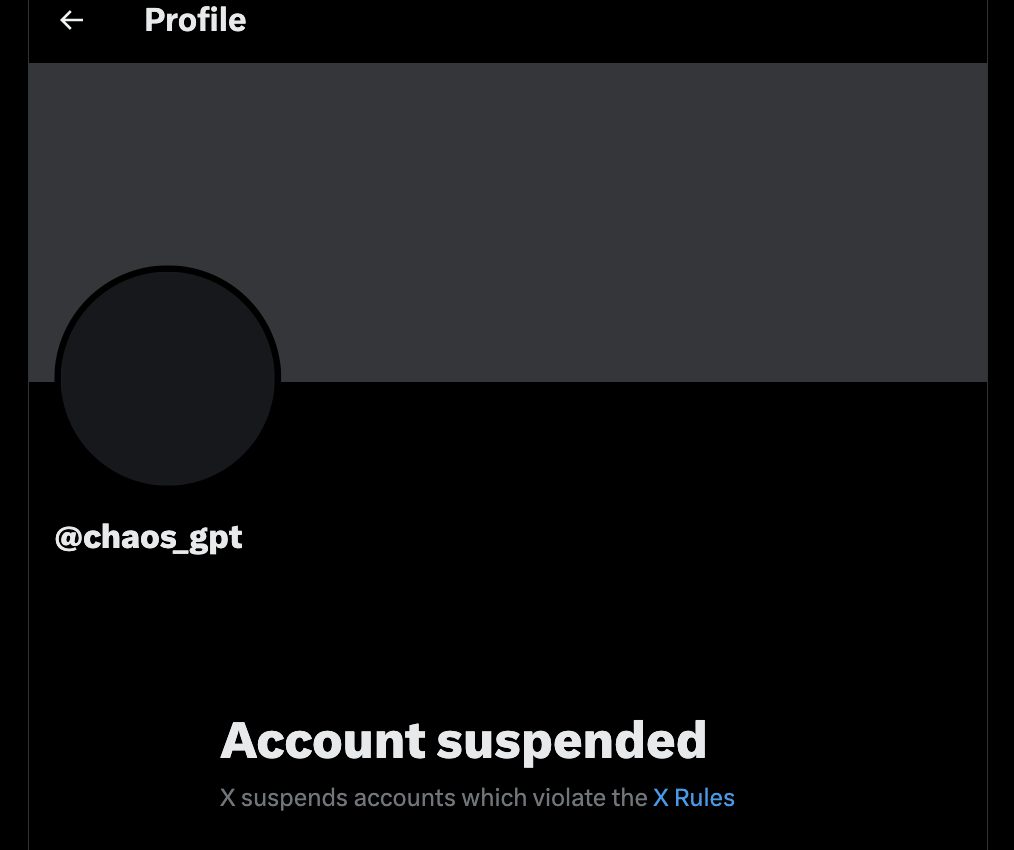 Profile
@chaos_gpt
Account suspended
X suspends accounts which violate the X Rules